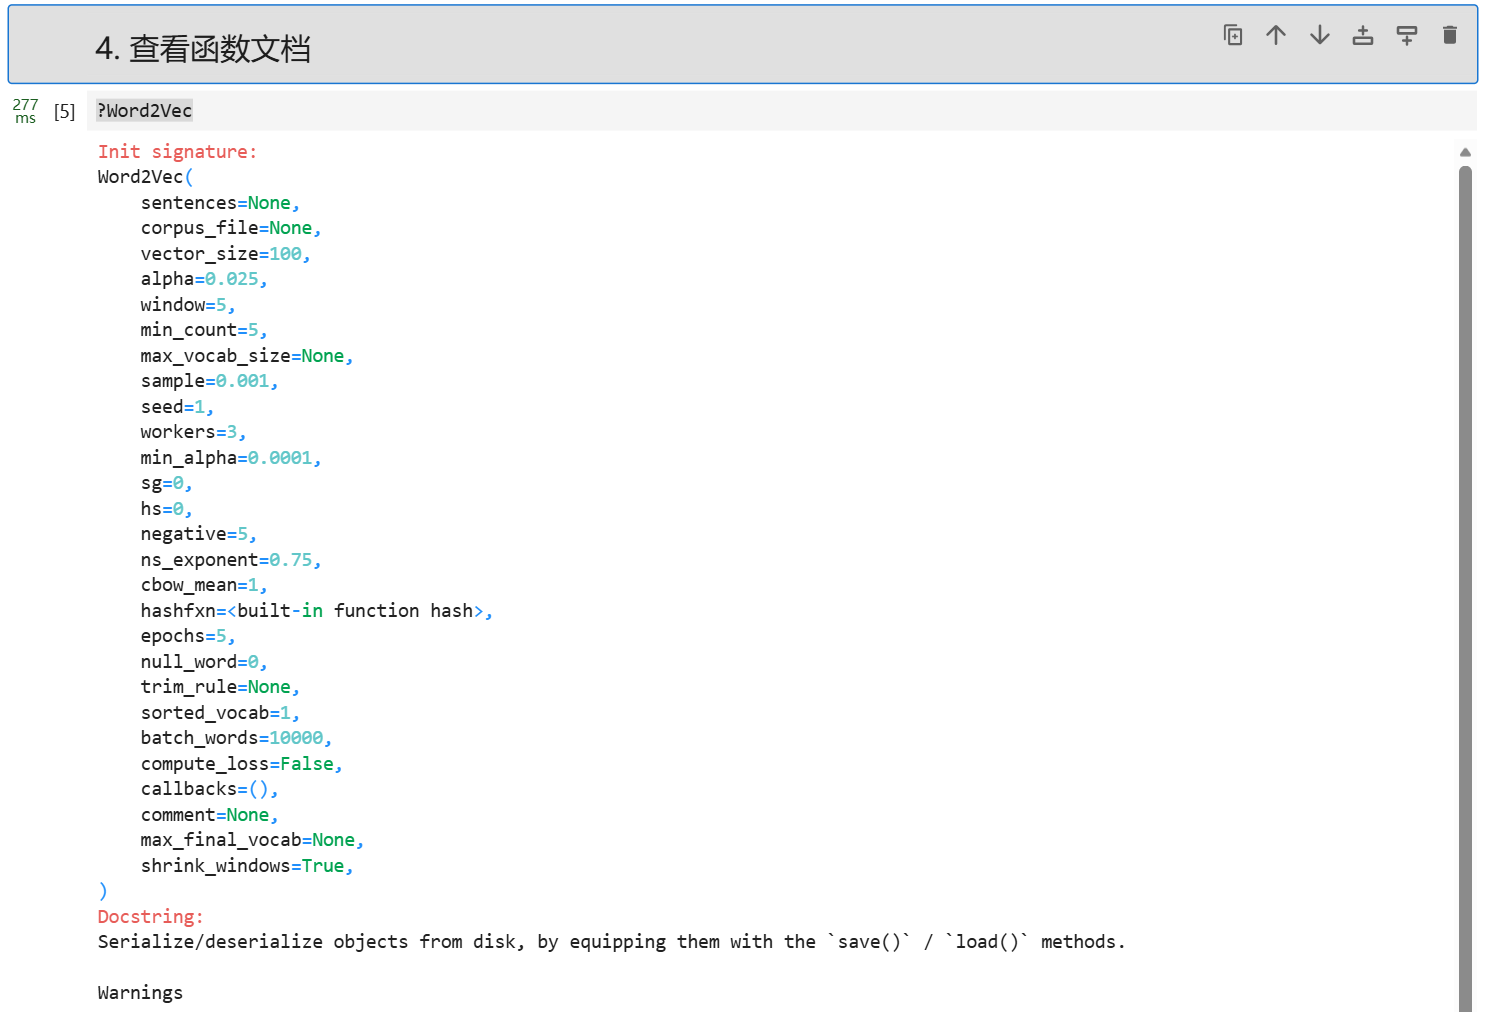 4. 查看函数文档
277
ms
[5]
?Word2Vec
Init signature:
Word2Vec(
    sentences=None,
    corpus_file=None,
    vector_size=100,
    alpha=0.025,
    window=5,
    min_count=5,
    max_vocab_size=None,
    sample=0.001,
    seed=1,
    workers=3,
    min_alpha=0.0001,
    sg=0,
    hs=0,
    negative=5,
    ns_exponent=0.75,
    cbow_mean=1,
    hashfxn=<built-in function hash>,
    epochs=5,
    null_word=0,
    trim_rule=None,
    sorted_vocab=1,
    batch_words=10000,
    compute_loss=False,
    callbacks=(),
    comment=None,
    max_final_vocab=None,
    shrink_windows=True,
)
Docstring:
Serialize/deserialize objects from disk, by equipping them with the `save()` / `load()` methods.
Warnings